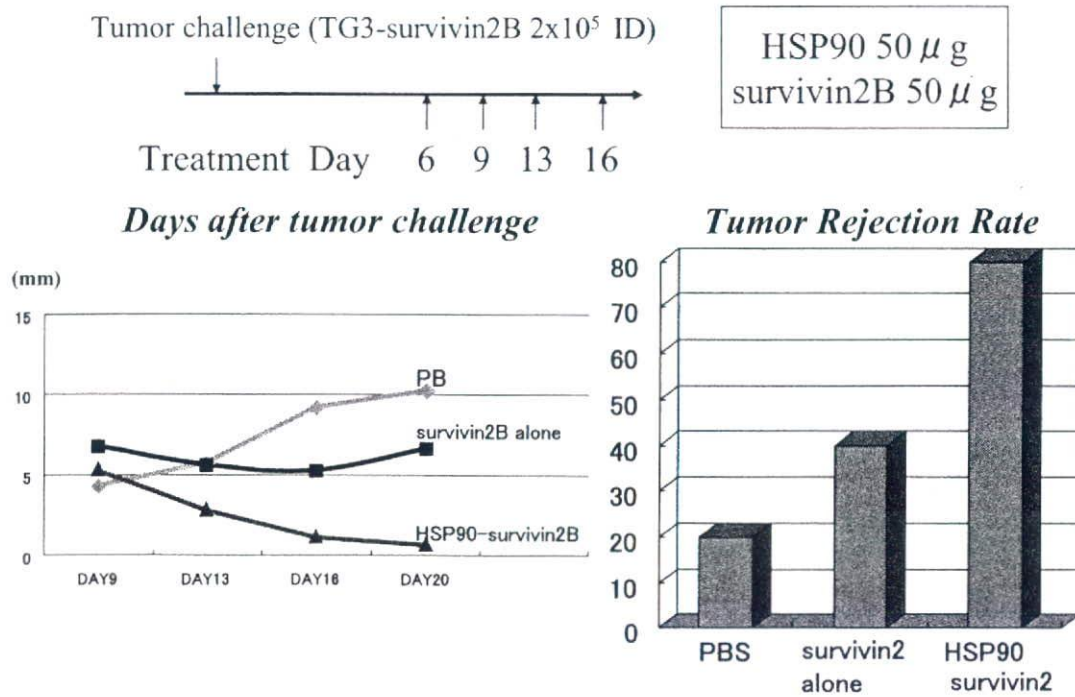 Tumor challenge (TG3-survivin2B 2x10⁵ ID)
HSP90 50 μ g
survivin2B 50 μ g
Treatment Day 6 9 13 16
Days after tumor challenge
(mm)
15
10
5
0
PB
survivin2B alone
HSP90-survivin2B
DAY9 DAY13 DAY16 DAY20
Tumor Rejection Rate
80
70
60
50
40
30
20
10
0
PBS survivin2 HSP90
alone survivin2